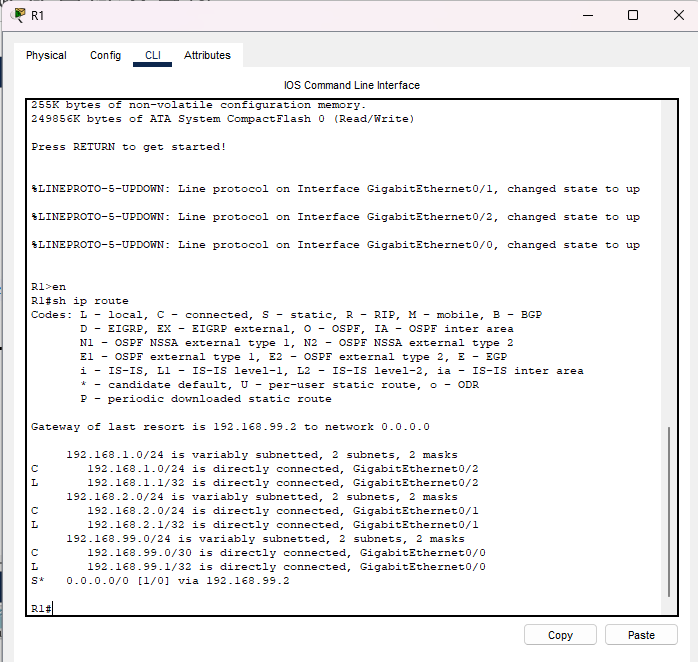 R1
Physical Config CLI Attributes
IOS Command Line Interface
255K bytes of non-volatile configuration memory.
249856K bytes of ATA System CompactFlash 0 (Read/Write)
Press RETURN to get started!
%LINEPROTO-5-UPDOWN: Line protocol on Interface GigabitEthernet0/1, changed state to up
%LINEPROTO-5-UPDOWN: Line protocol on Interface GigabitEthernet0/2, changed state to up
%LINEPROTO-5-UPDOWN: Line protocol on Interface GigabitEthernet0/0, changed state to up
R1>en
R1#sh ip route
Codes: L - local, C - connected, S - static, R - RIP, M - mobile, B - BGP
D - EIGRP, EX - EIGRP external, O - OSPF, IA - OSPF inter area
N1 - OSPF NSSA external type 1, N2 - OSPF NSSA external type 2
E1 - OSPF external type 1, E2 - OSPF external type 2, E - EGP
i - IS-IS, L1 - IS-IS level-1, L2 - IS-IS level-2, ia - IS-IS inter area
* - candidate default, U - per-user static route, o - ODR
P - periodic downloaded static route
Gateway of last resort is 192.168.99.2 to network 0.0.0.0
192.168.1.0/24 is variably subnetted, 2 subnets, 2 masks
C 192.168.1.0/24 is directly connected, GigabitEthernet0/2
L 192.168.1.1/32 is directly connected, GigabitEthernet0/2
192.168.2.0/24 is variably subnetted, 2 subnets, 2 masks
C 192.168.2.0/24 is directly connected, GigabitEthernet0/1
L 192.168.2.1/32 is directly connected, GigabitEthernet0/1
192.168.99.0/24 is variably subnetted, 2 subnets, 2 masks
C 192.168.99.0/30 is directly connected, GigabitEthernet0/0
L 192.168.99.1/32 is directly connected, GigabitEthernet0/0
S* 0.0.0.0/0 [1/0] via 192.168.99.2
R1#
Copy Paste